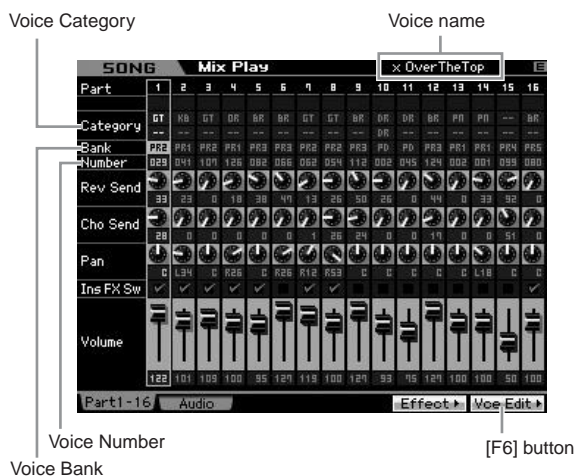 Voice Category
Voice name
SONG Mix Play x OverTheTop E
Part 1 2 3 4 5 6 7 8 9 10 11 12 13 14 15 16
Category GT KB GT DR BR BR GT GT BR DR DR BR PN PN -- BR
-- -- -- -- -- -- -- -- -- DR -- -- -- -- -- --
Bank PR2 PR1 PR2 PR1 PR3 PR3 PR2 PR2 PR3 PD PD PR3 PR1 PR1 PR4 PR5
Number 029 041 107 126 082 066 062 054 112 002 045 124 002 001 099 080
Rev Send
33 23 0 18 38 47 13 26 50 26 0 44 0 33 92 0
Cho Send
28 0 0 0 0 0 1 26 24 0 0 17 0 0 51 0
Pan
C L34 C R26 C R26 R12 R53 C C C C C L18 C C
Ins FX Sw
Volume
122 101 109 100 95 127 119 100 127 93 75 127 100 100 50 100
Part1-16 Audio Effect Vce Edit
Voice Number
[F6] button
Voice Bank